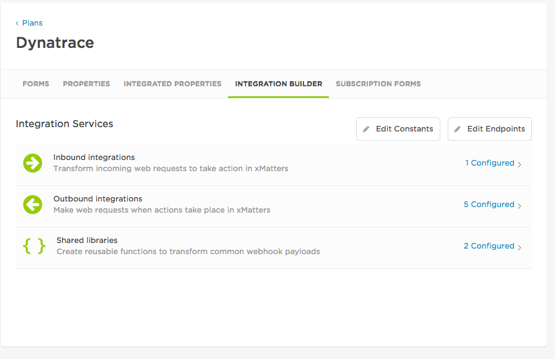 ‹ Plans
Dynatrace
FORMS PROPERTIES INTEGRATED PROPERTIES INTEGRATION BUILDER SUBSCRIPTION FORMS
Integration Services
Edit Constants Edit Endpoints
Inbound integrations
Transform incoming web requests to take action in xMatters
1 Configured
Outbound integrations
Make web requests when actions take place in xMatters
5 Configured
{ } Shared libraries
Create reusable functions to transform common webhook payloads
2 Configured